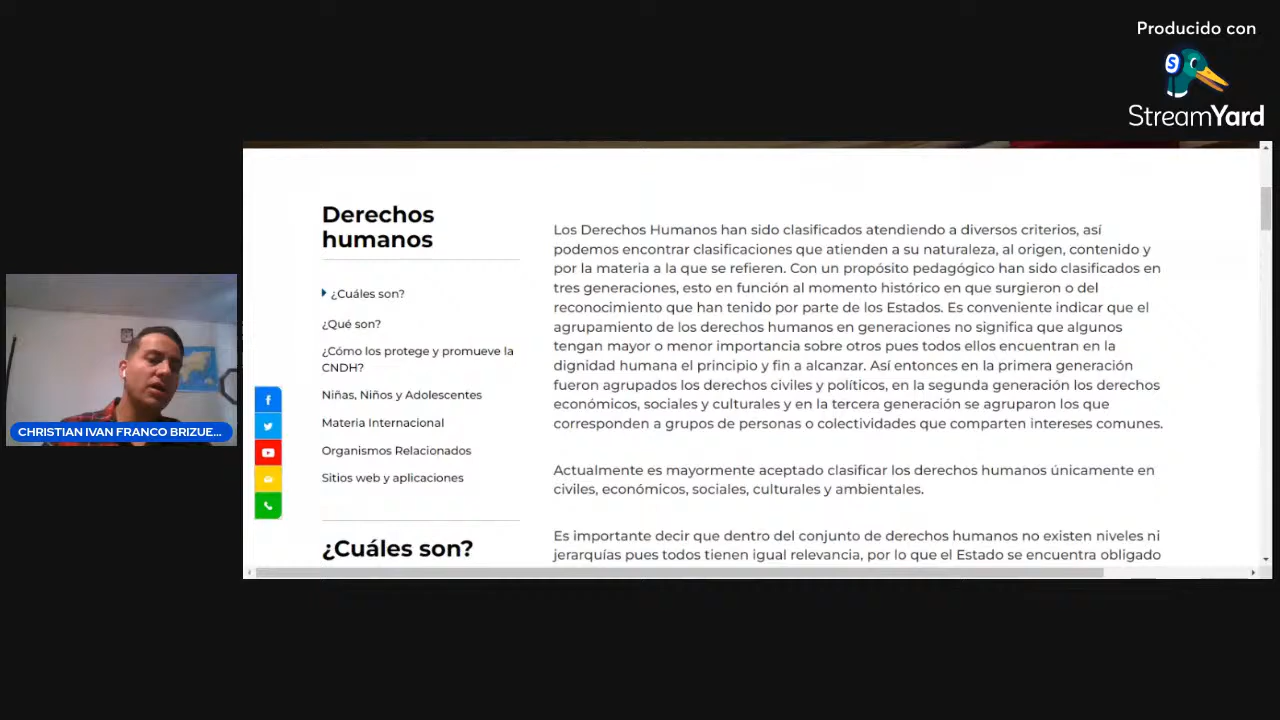 Producido con
StreamYard
Derechos
humanos
¿Cuáles son?
¿Qué son?
¿Cómo los protege y promueve la
CNDH?
Niñas, Niños y Adolescentes
Materia Internacional
Organismos Relacionados
Sitios web y aplicaciones
¿Cuáles son?
Los Derechos Humanos han sido clasificados atendiendo a diversos criterios, así
podemos encontrar clasificaciones que atienden a su naturaleza, al origen, contenido y
por la materia a la que se refieren. Con un propósito pedagógico han sido clasificados en
tres generaciones, esto en función al momento histórico en que surgieron o del
reconocimiento que han tenido por parte de los Estados. Es conveniente indicar que el
agrupamiento de los derechos humanos en generaciones no significa que algunos
tengan mayor o menor importancia sobre otros pues todos ellos encuentran en la
dignidad humana el principio y fin a alcanzar. Así entonces en la primera generación
fueron agrupados los derechos civiles y políticos, en la segunda generación los derechos
económicos, sociales y culturales y en la tercera generación se agruparon los que
corresponden a grupos de personas o colectividades que comparten intereses comunes.
Actualmente es mayormente aceptado clasificar los derechos humanos únicamente en
civiles, económicos, sociales, culturales y ambientales.
Es importante decir que dentro del conjunto de derechos humanos no existen niveles ni
jerarquías pues todos tienen igual relevancia, por lo que el Estado se encuentra obligado
CHRISTIAN IVAN FRANCO BRIZUE...